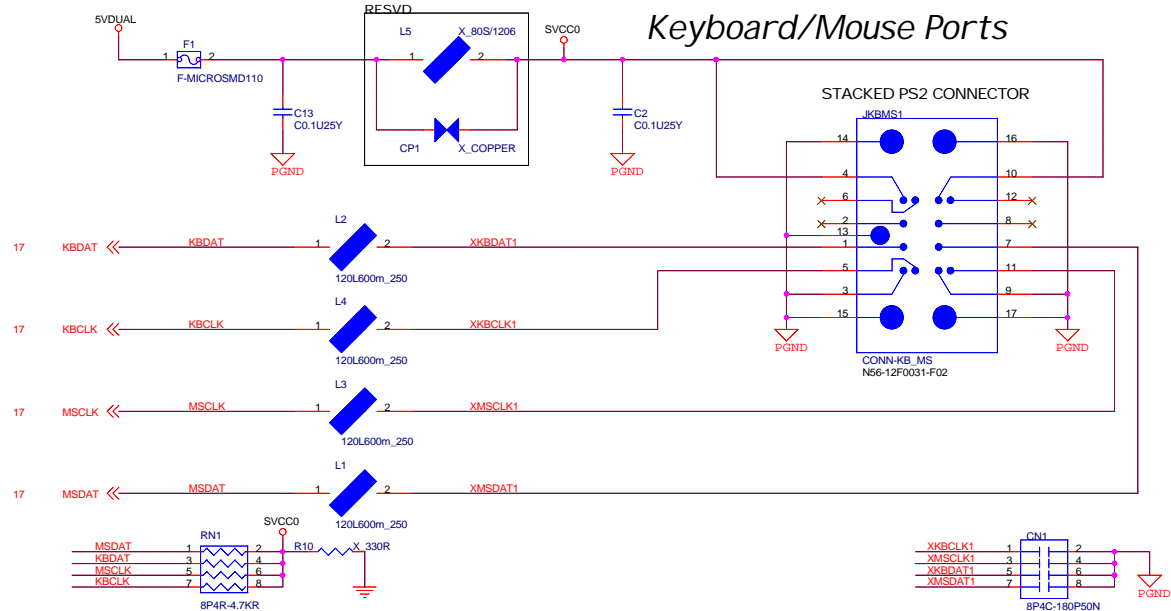 Keyboard/Mouse Ports
5VDUAL
F1
1 2
F-MICROSMD110
C13
C0.1U25Y
PGND
RESVD
L5 X_80S/1206
1 2
CP1 X_COPPER
SVCC0
C2
C0.1U25Y
PGND
STACKED PS2 CONNECTOR
JKBMS1
14 16
4 10
6 12
2 8
13
1 7
5 11
3 9
15 17
PGND PGND
CONN-KB_MS
N56-12F0031-F02
L2
17 KBDAT KBDAT 1 2 XKBDAT1
120L600m_250
L4
17 KBCLK KBCLK 1 2 XKBCLK1
120L600m_250
L3
17 MSCLK MSCLK 1 2 XMSCLK1
120L600m_250
L1
17 MSDAT MSDAT 1 2 XMSDAT1
120L600m_250
SVCC0
RN1
R10 X_330R
MSDAT 1 2
KBDAT 3 4
MSCLK 5 6
KBCLK 7 8
8P4R-4.7KR
CN1
XKBCLK1 1 2
XMSCLK1 3 4
XKBDAT1 5 6
XMSDAT1 7 8
8P4C-180P50N
PGND